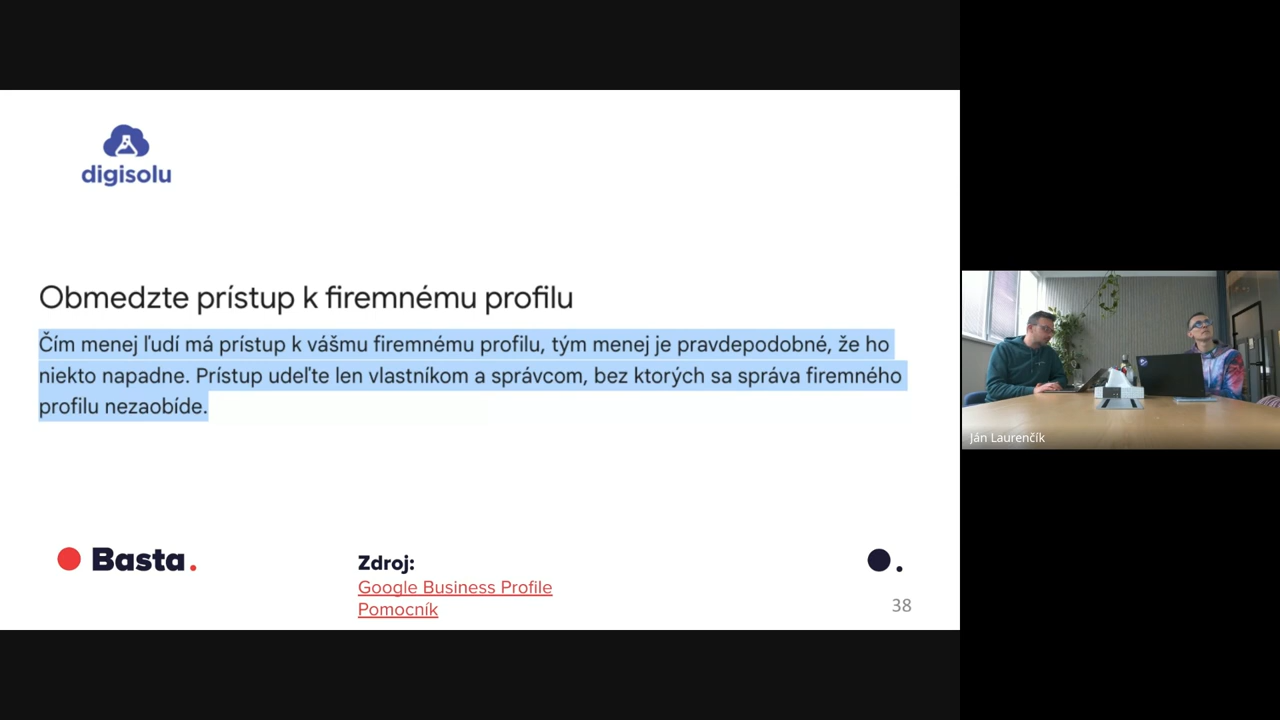 digisolu
Obmedzte prístup k firemnému profilu
Čím menej ľudí má prístup k vášmu firemnému profilu, tým menej je pravdepodobné, že ho
niekto napadne. Prístup udeľte len vlastníkom a správcom, bez ktorých sa správa firemného
profilu nezaobíde.
Basta.
Zdroj:
Google Business Profile
Pomocník
38
Ján Laurenčík